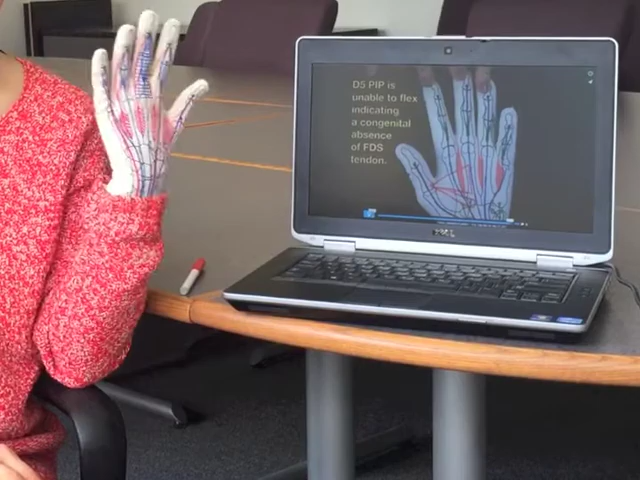 D5 PIP is
unable to flex
indicating
a congenital
absence
of FDS
tendon.
DELL